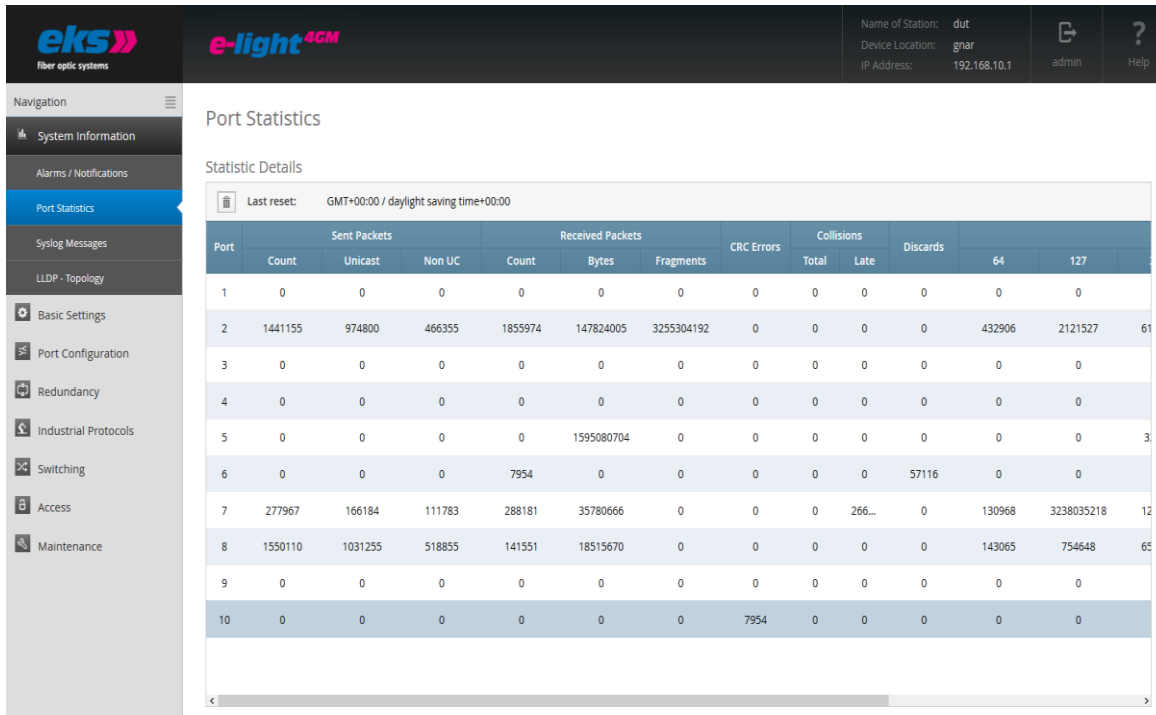 eks
fiber optic systems
e-light 4GM
Name of Station: dut
Device Location: gnar
IP Address: 192.168.10.1
admin
? Help
Navigation
System Information
Alarms / Notifications
Port Statistics
Syslog Messages
LLDP - Topology
Basic Settings
Port Configuration
Redundancy
Industrial Protocols
Switching
Access
Maintenance
Port Statistics
Statistic Details
Last reset: GMT+00:00 / daylight saving time+00:00
Port Sent Packets Received Packets CRC Errors Collisions Discards
Count Unicast Non UC Count Bytes Fragments Total Late 64 127
1 0 0 0 0 0 0 0 0 0 0 0 0
2 1441155 974800 466355 1855974 147824005 3255304192 0 0 0 0 432906 2121527 61
3 0 0 0 0 0 0 0 0 0 0 0 0
4 0 0 0 0 0 0 0 0 0 0 0 0
5 0 0 0 0 1595080704 0 0 0 0 0 0 0 3
6 0 0 0 7954 0 0 0 0 0 57116 0 0
7 277967 166184 111783 288181 35780666 0 0 0 266... 0 130968 3238035218 12
8 1550110 1031255 518855 141551 18515670 0 0 0 0 0 143065 754648 65
9 0 0 0 0 0 0 0 0 0 0 0 0
10 0 0 0 0 0 0 7954 0 0 0 0 0